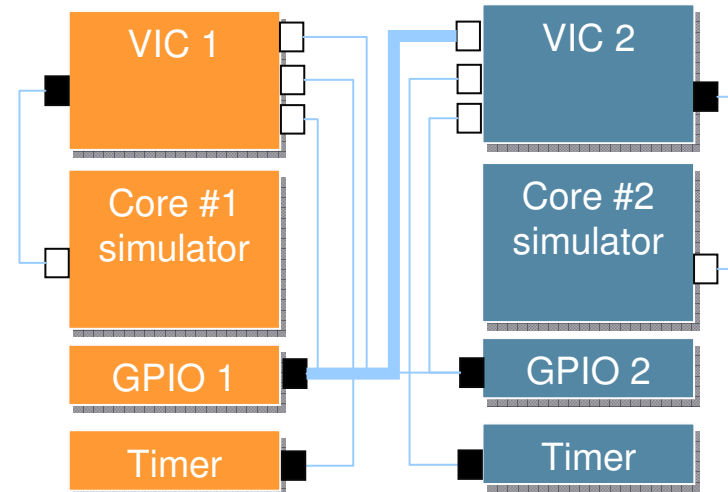 VIC 1
Core #1
simulator
GPIO 1
Timer
VIC 2
Core #2
simulator
GPIO 2
Timer